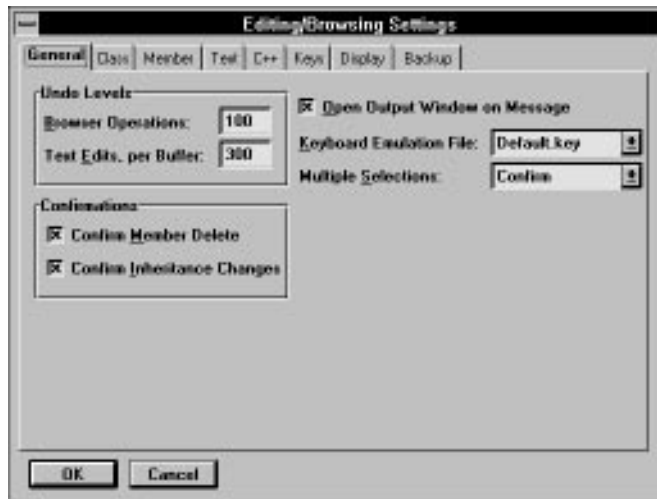 Editing/Browsing Settings
General Class Member Text C++ Keys Display Backup
Undo Levels
Browser Operations: 100
Text Edits, per Buffer: 300
Open Output Window on Message
Keyboard Emulation File: Default.key
Multiple Selections: Confirm
Confirmations
Confirm Member Delete
Confirm Inheritance Changes
OK Cancel